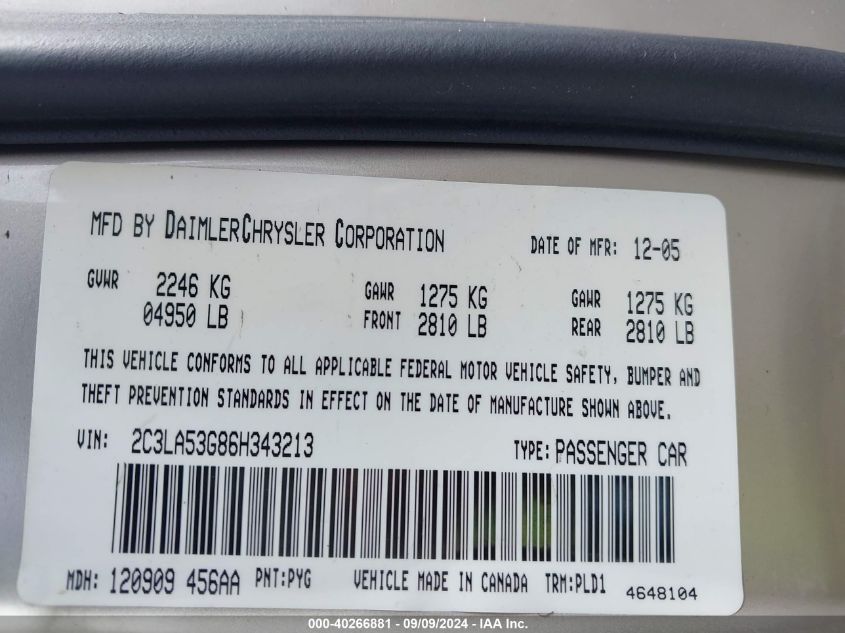 MFD BY DAIMLERCHRYSLER CORPORATION DATE OF MFR: 12-05
GVWR 2246 KG GAWR 1275 KG GAWR 1275 KG
04950 LB FRONT 2810 LB REAR 2810 LB
THIS VEHICLE CONFORMS TO ALL APPLICABLE FEDERAL MOTOR VEHICLE SAFETY, BUMPER AND
THEFT PREVENTION STANDARDS IN EFFECT ON THE DATE OF MANUFACTURE SHOWN ABOVE.
VIN: 2C3LA53G86H343213 TYPE: PASSENGER CAR
MDH: 120909 456AA PNT:PYG VEHICLE MADE IN CANADA TRM:PLD1 4648104
000-40266881 - 09/09/2024 - IAA Inc.